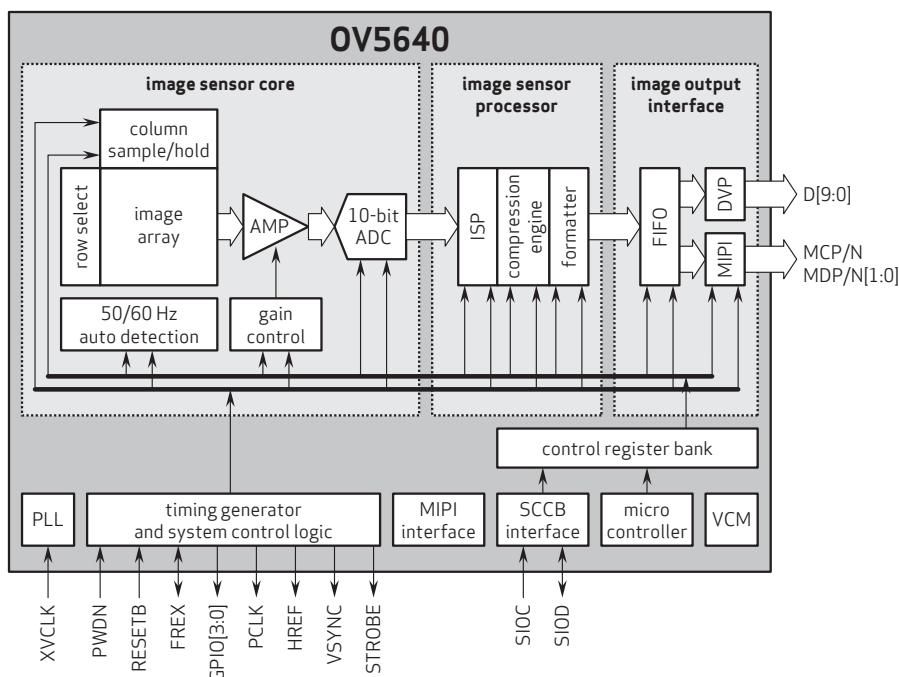 OV5640
image sensor core
image sensor
processor
image output
interface
column
sample/hold
row select
image
array
AMP
10-bit
ADC
ISP
compression
engine
formatter
FIFO
DVP
MIPI
D[9:0]
MCP/N
MDP/N[1:0]
50/60 Hz
auto detection
gain
control
control register bank
PLL
timing generator
and system control logic
MIPI
interface
SCCB
interface
micro
controller
VCM
XVCLK
PWDN
RESETB
FREX
GPIO[3:0]
PCLK
HREF
VSYNC
STROBE
SIOC
SIOD